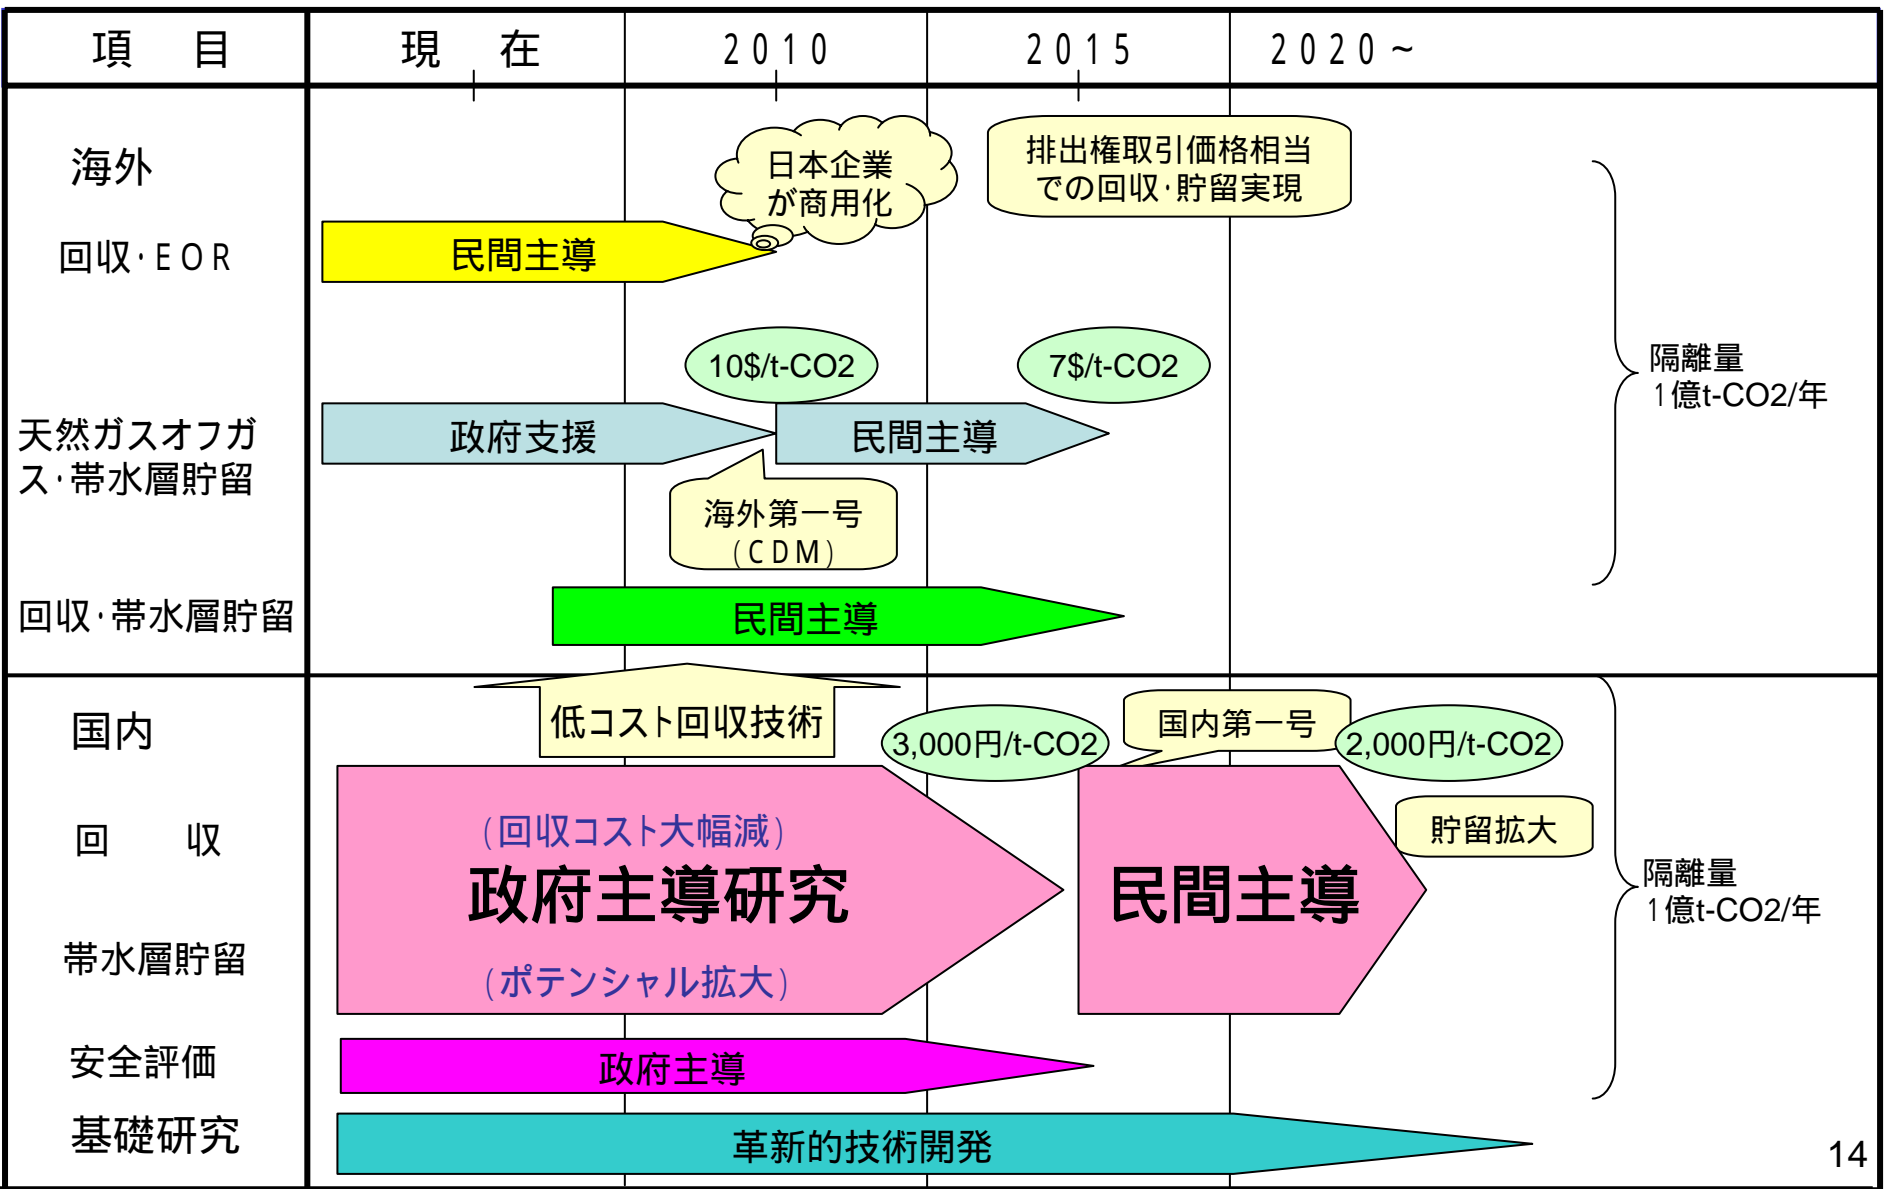 項 目
現 在
2010
2015
2020~
海外
日本企業
が商用化
排出権取引価格相当
での回収・貯留実現
回収・EOR
民間主導
10$/t-CO2
7$/t-CO2
隔離量
1億t-CO2/年
天然ガスオフガ
ス・帯水層貯留
政府支援
民間主導
海外第一号
(CDM)
回収・帯水層貯留
民間主導
国内
低コスト回収技術
3,000円/t-CO2
国内第一号
2,000円/t-CO2
回 収
(回収コスト大幅減)
政府主導研究
(ポテンシャル拡大)
民間主導
貯留拡大
隔離量
1億t-CO2/年
帯水層貯留
安全評価
政府主導
基礎研究
革新的技術開発
14